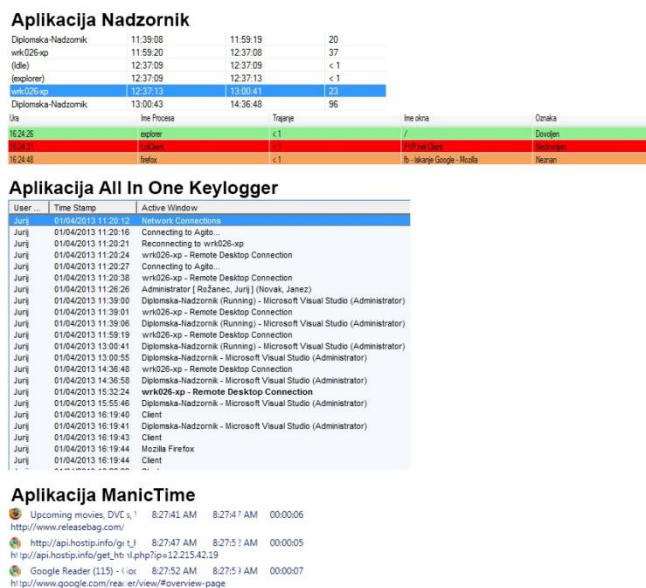 Aplikacija Nadzornik
Diplomska-Nadzornik 11:39:08 11:59:19 20
wrk026-xp 11:59:20 12:37:08 37
(Idle) 12:37:09 12:37:09 < 1
(explorer) 12:37:09 12:37:13 < 1
wrk026-xp 12:37:13 13:00:41 23
Diplomska-Nadzornik 13:00:43 14:36:48 96
Ura Ime Procesa Trajanje Ime okna Oznaka
16:24:26 explorer < 1 / Dovoljen
16:24:31 < 1 PVP.net Client
16:24:48 firefox < 1 fb - Iskanje Google - Mozilla Neznan
Aplikacija All In One Keylogger
User ... Time Stamp Active Window
Jurij 01/04/2013 11:20:12 Network Connections
Jurij 01/04/2013 11:20:16 Connecting to Agito...
Jurij 01/04/2013 11:20:21 Reconnecting to wrk026-xp
Jurij 01/04/2013 11:20:24 wrk026-xp - Remote Desktop Connection
Jurij 01/04/2013 11:20:27 Connecting to Agito...
Jurij 01/04/2013 11:20:38 wrk026-xp - Remote Desktop Connection
Jurij 01/04/2013 11:26:26 Administrator [ Rožanec, Jurij ] (Novak, Janez)
Jurij 01/04/2013 11:39:00 Diplomska-Nadzornik (Running) - Microsoft Visual Studio (Administrator)
Jurij 01/04/2013 11:39:01 wrk026-xp - Remote Desktop Connection
Jurij 01/04/2013 11:39:06 Diplomska-Nadzornik (Running) - Microsoft Visual Studio (Administrator)
Jurij 01/04/2013 11:59:19 wrk026-xp - Remote Desktop Connection
Jurij 01/04/2013 13:00:41 Diplomska-Nadzornik (Running) - Microsoft Visual Studio (Administrator)
Jurij 01/04/2013 13:00:55 Diplomska-Nadzornik - Microsoft Visual Studio (Administrator)
Jurij 01/04/2013 14:36:48 wrk026-xp - Remote Desktop Connection
Jurij 01/04/2013 14:36:58 Diplomska-Nadzornik - Microsoft Visual Studio (Administrator)
Jurij 01/04/2013 15:32:24 wrk026-xp - Remote Desktop Connection
Jurij 01/04/2013 15:55:46 Diplomska-Nadzornik - Microsoft Visual Studio (Administrator)
Jurij 01/04/2013 16:19:40 Client
Jurij 01/04/2013 16:19:41 Diplomska-Nadzornik - Microsoft Visual Studio (Administrator)
Jurij 01/04/2013 16:19:43 Client
Jurij 01/04/2013 16:19:44 Mozilla Firefox
Jurij 01/04/2013 16:19:44 Client
Aplikacija ManicTime
Upcoming movies, DVDs, 8:27:41 AM 8:27:47 AM 00:00:06
http://www.releasebag.com/
http://api.hostip.info/get_h 8:27:47 AM 8:27:52 AM 00:00:05
http://api.hostip.info/get_html.php?ip=12.215.42.19
Google Reader (115) - Goo 8:27:52 AM 8:27:59 AM 00:00:07
http://www.google.com/reader/view/#overview-page